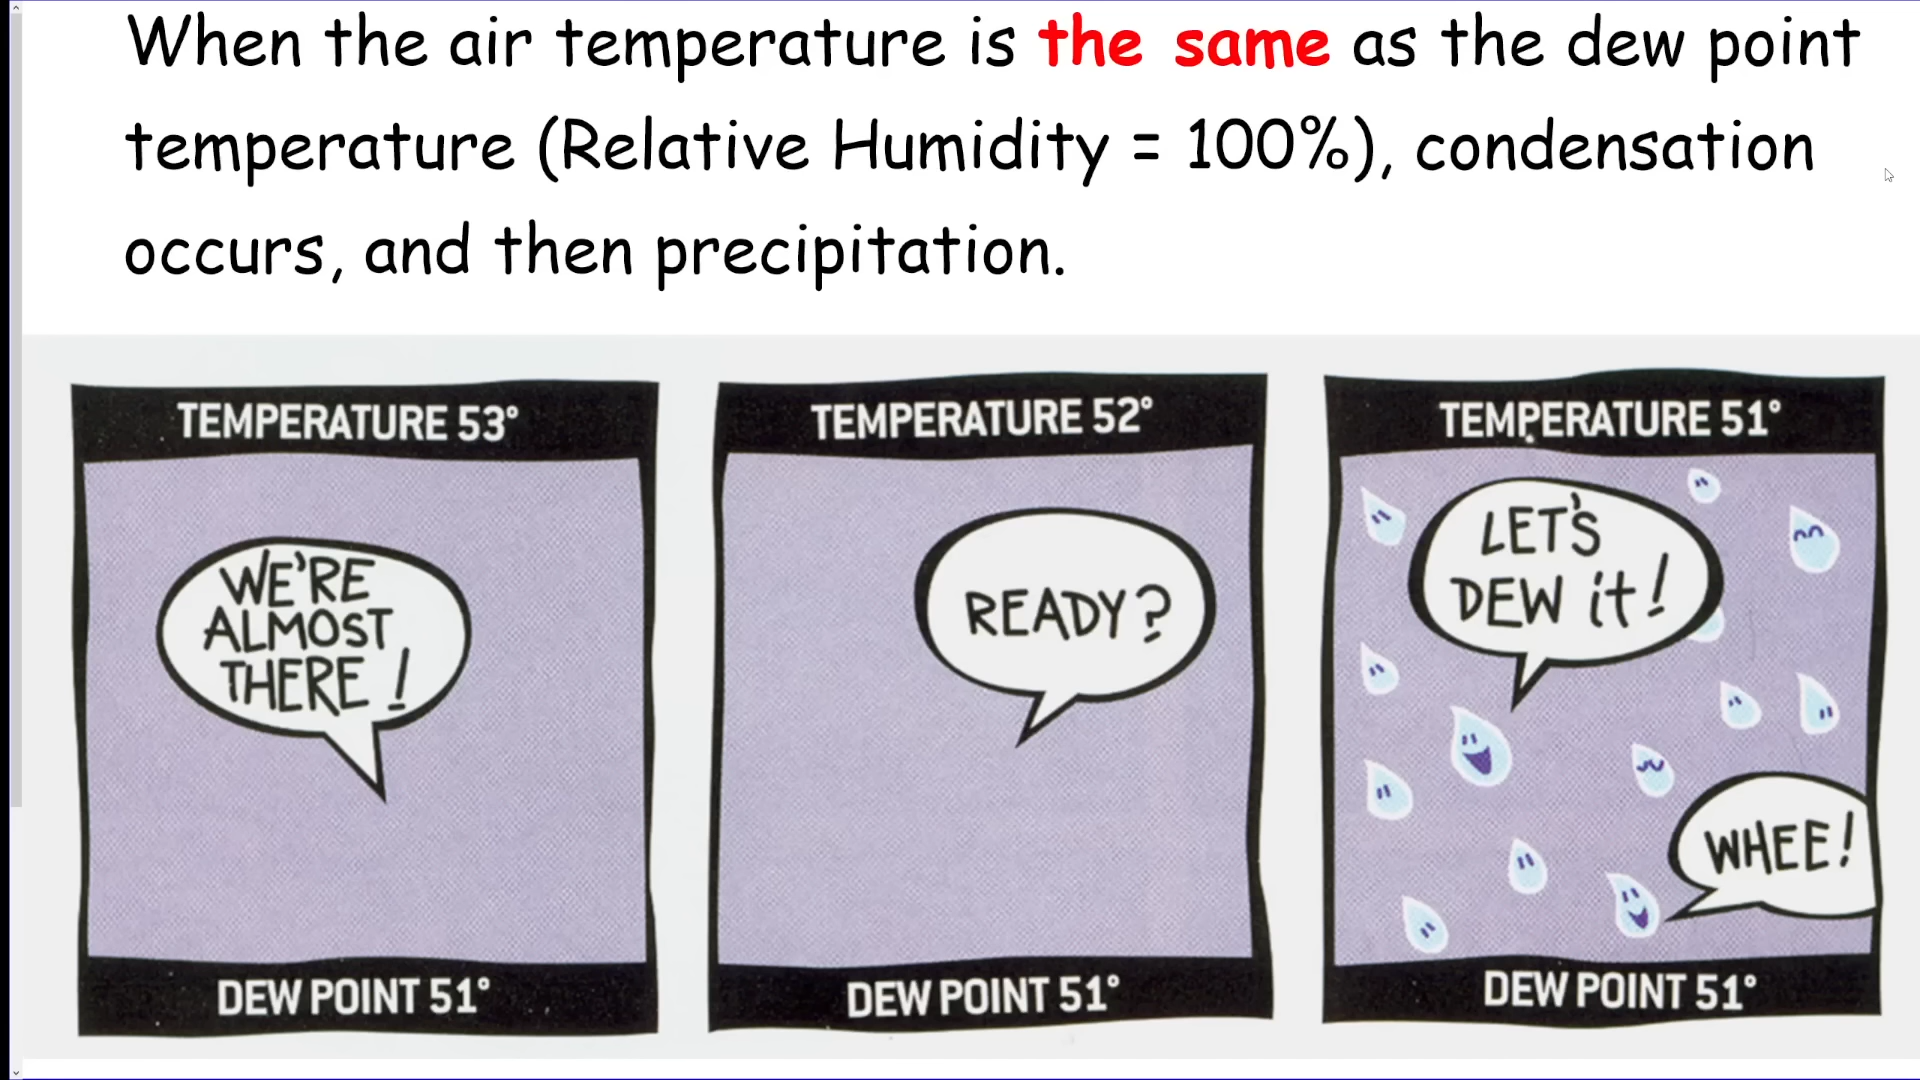 When the air temperature is the same as the dew point
temperature (Relative Humidity = 100%), condensation
occurs, and then precipitation.
TEMPERATURE 53°
WE'RE
ALMOST
THERE!
DEW POINT 51°
TEMPERATURE 52°
READY?
DEW POINT 51°
TEMPERATURE 51°
LET'S
DEW it!
WHEE!
DEW POINT 51°